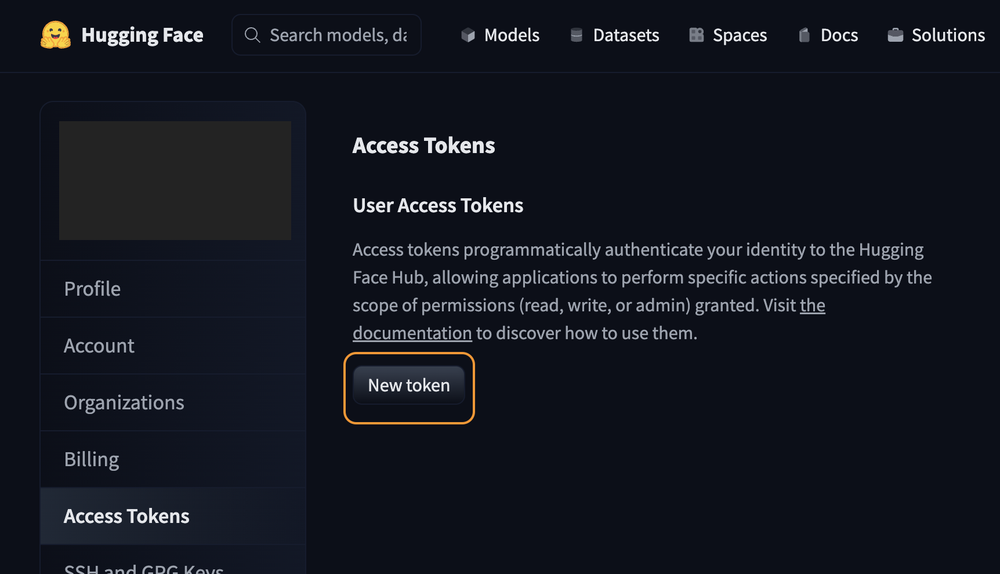 Hugging Face
Search models, da
Models
Datasets
Spaces
Docs
Solutions
Profile
Account
Organizations
Billing
Access Tokens
SSH and GPG Keys
Access Tokens
User Access Tokens
Access tokens programmatically authenticate your identity to the Hugging
Face Hub, allowing applications to perform specific actions specified by the
scope of permissions (read, write, or admin) granted. Visit the
documentation to discover how to use them.
New token